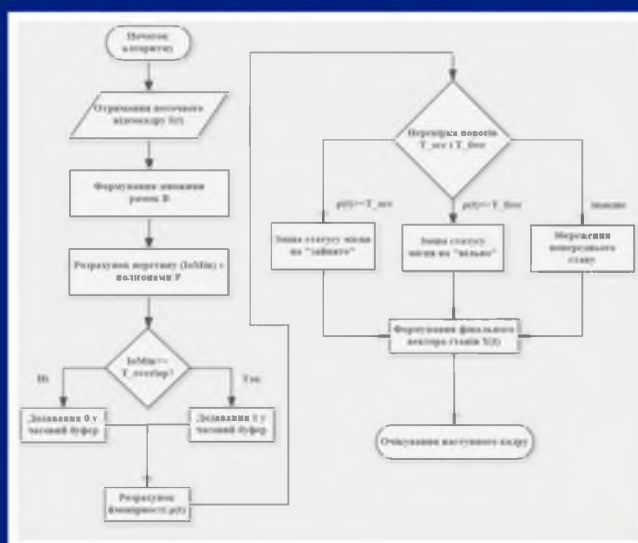 Початок
алгоритму
Отримання поточного
відеокадру I(t)
Формування
рамок B
Розрахунок перетину (IoMin) з
полігонами P
IoMin>=
T_overlap?
Ні
Так
Додавання 0 у
часовий буфер
Додавання 1 у
часовий буфер
Розрахунок
ймовірності p(t)
Перевірка порогів
T_occ і T_free
p(t)>=T_occ
p(t)<=T_free
інакше
Зміна статусу місця
на "зайнято"
Зміна статусу
місця на "вільно"
Збереження
попереднього
стану
Формування фінального
вектора станів Y(t)
Очікування наступного кадру